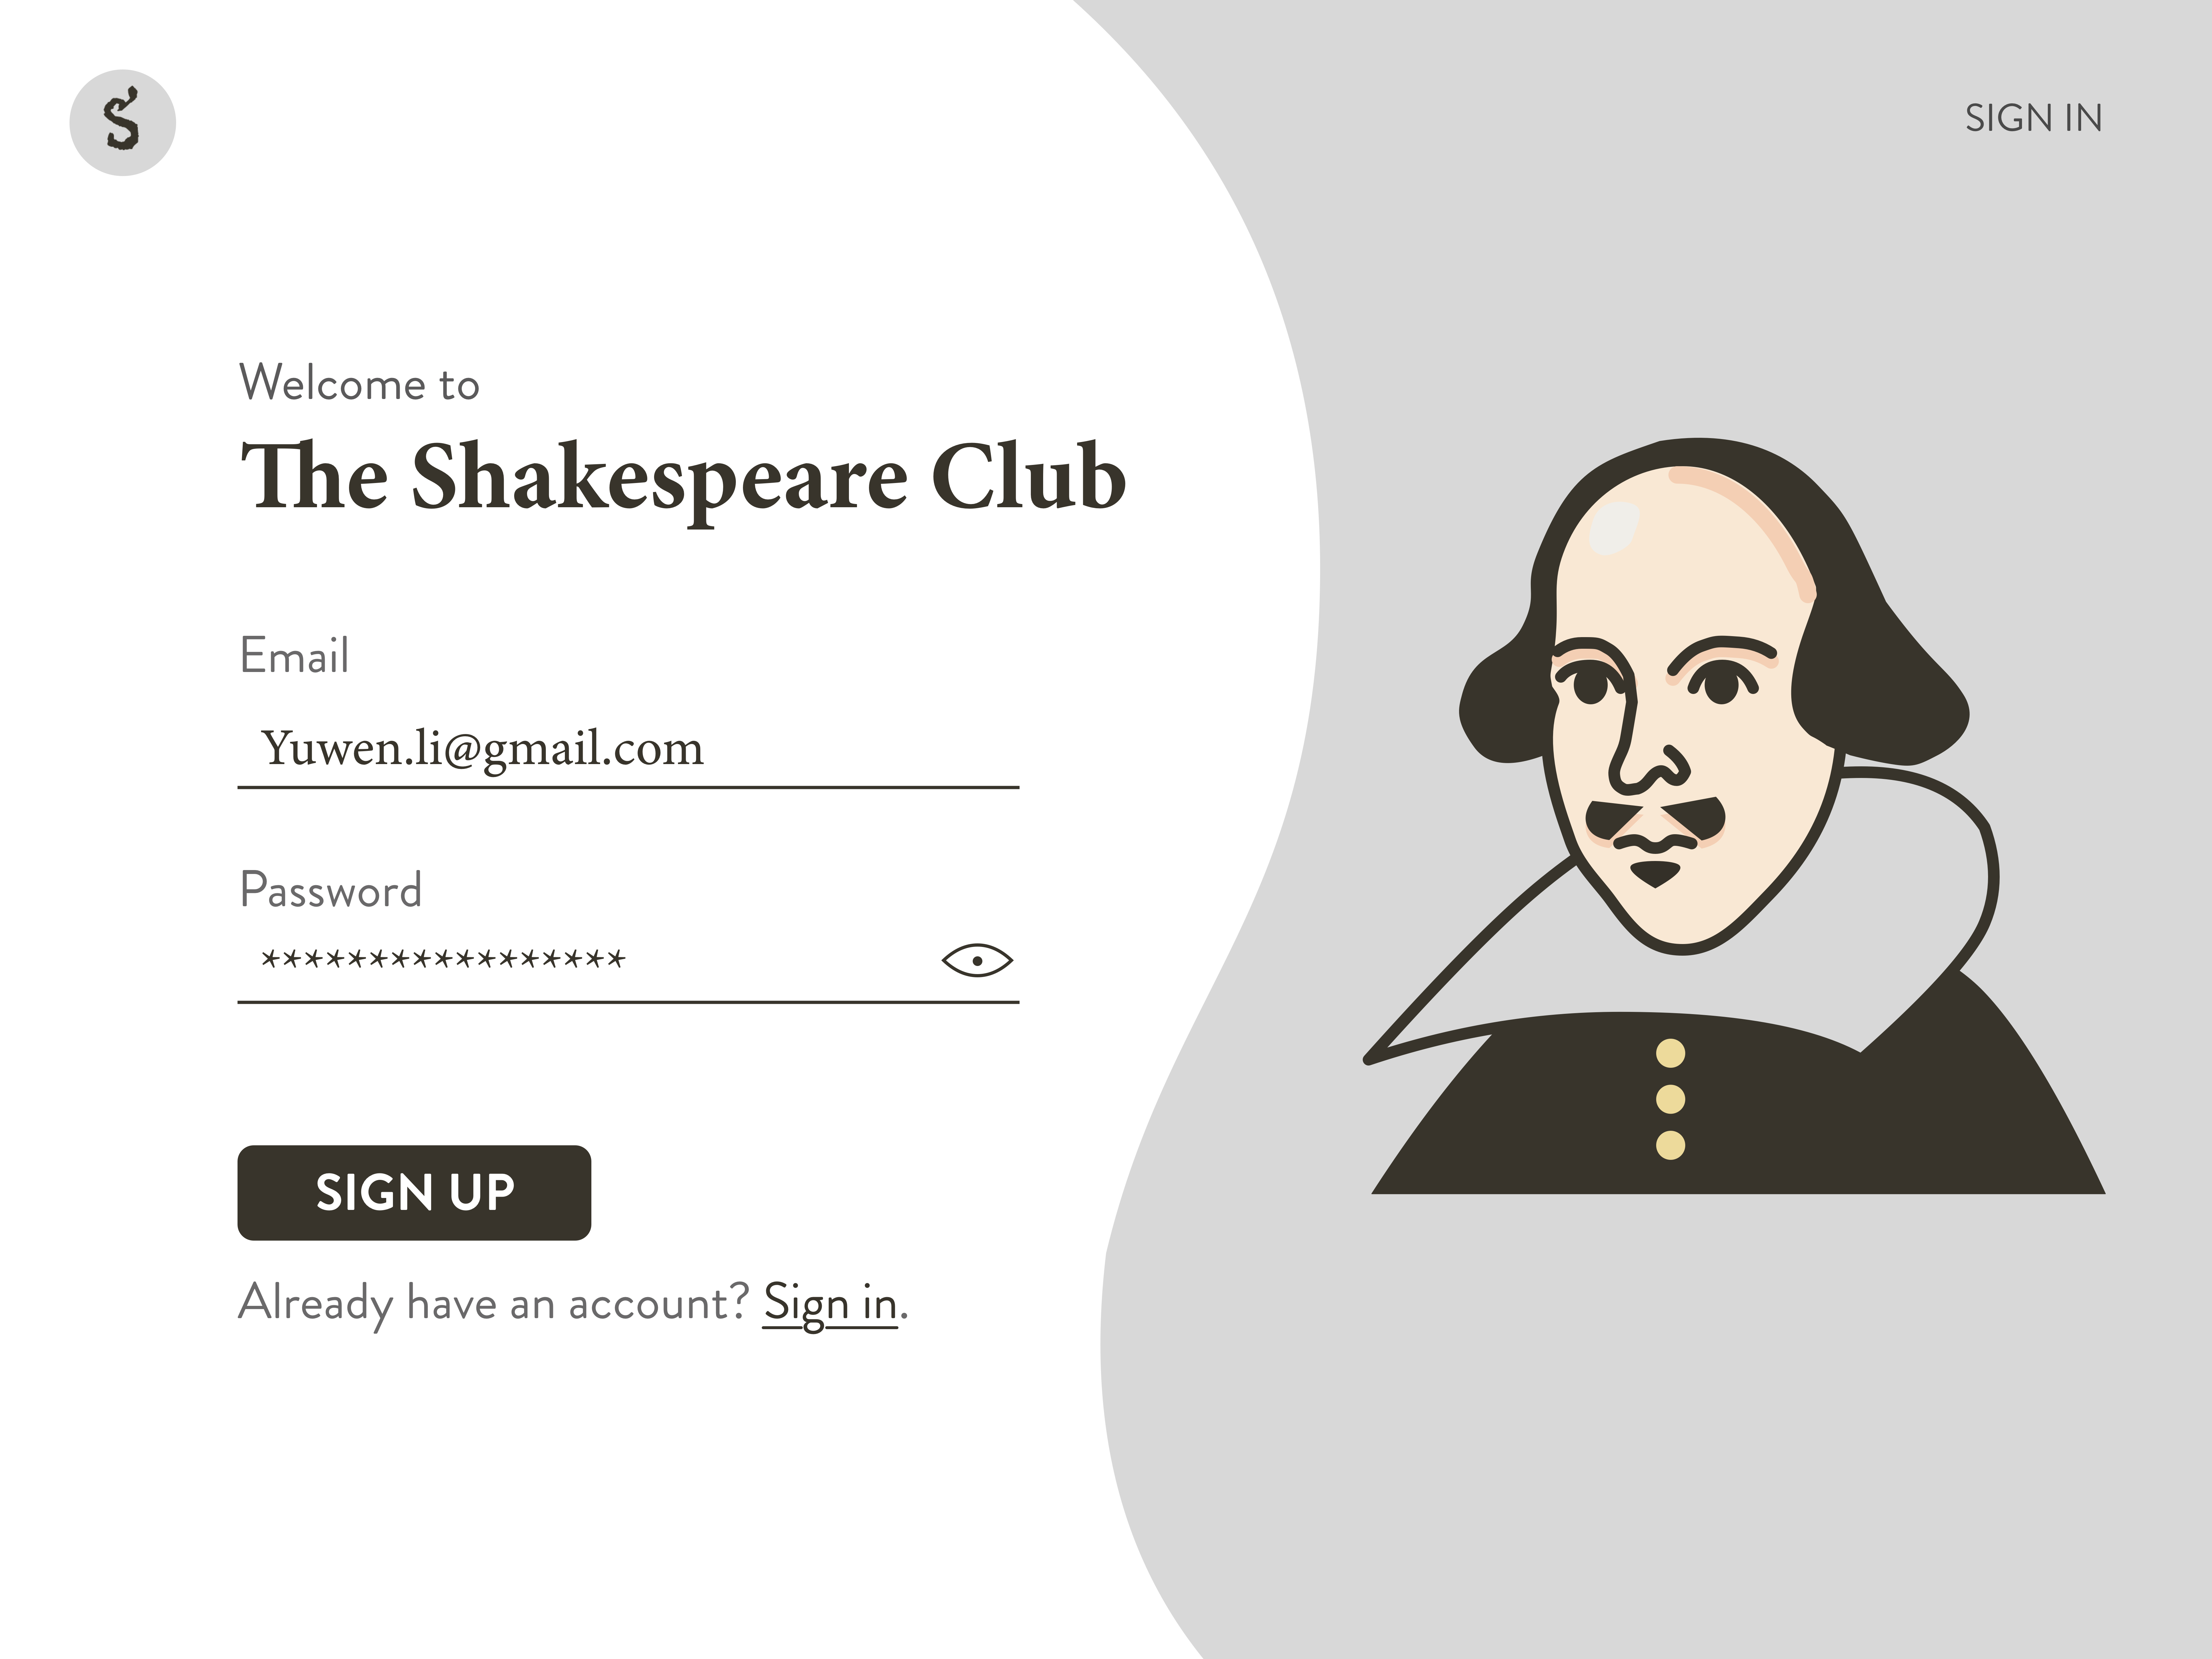 S
SIGN IN
Welcome to
The Shakespeare Club
Email
Yuwen.li@gmail.com
Password
*****************
SIGN UP
Already have an account? Sign in.